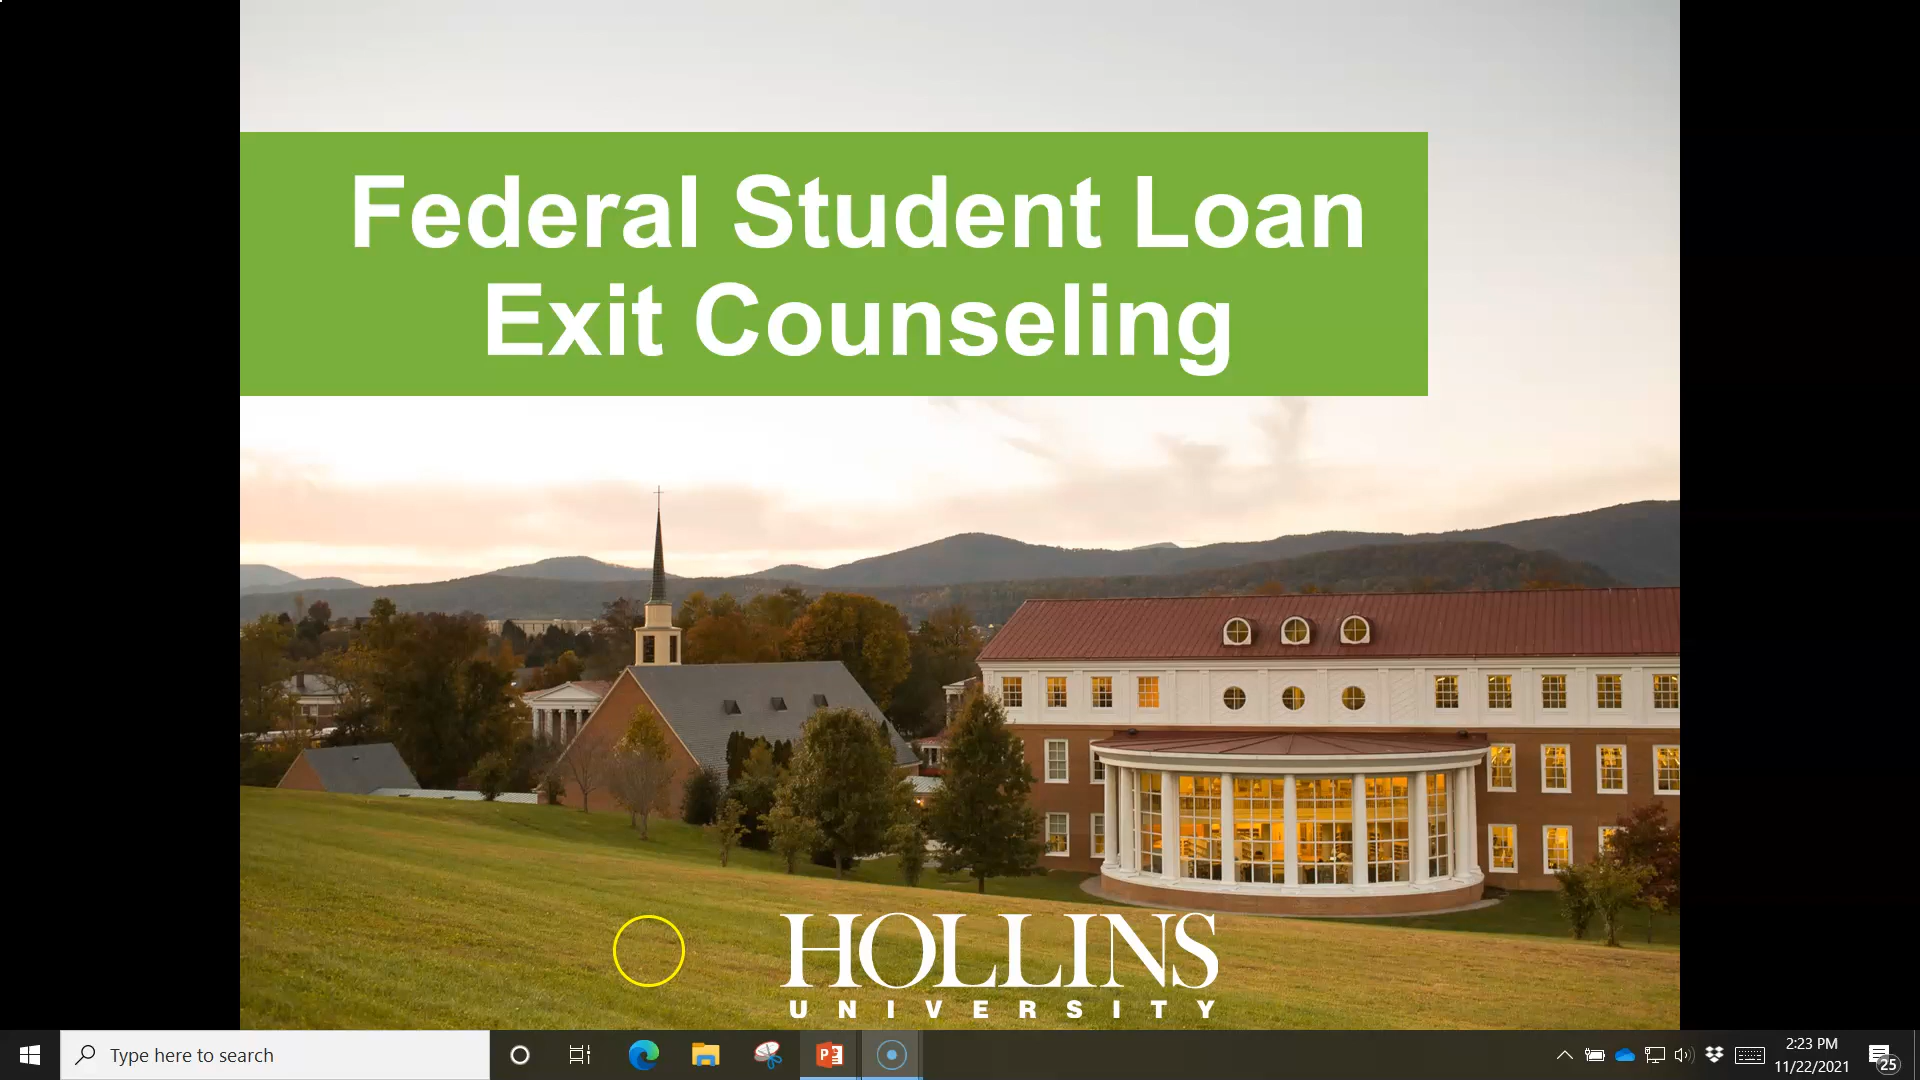 Federal Student Loan
Exit Counseling
HOLLINS
UNIVERSITY
Type here to search
2:23 PM
11/22/2021
25